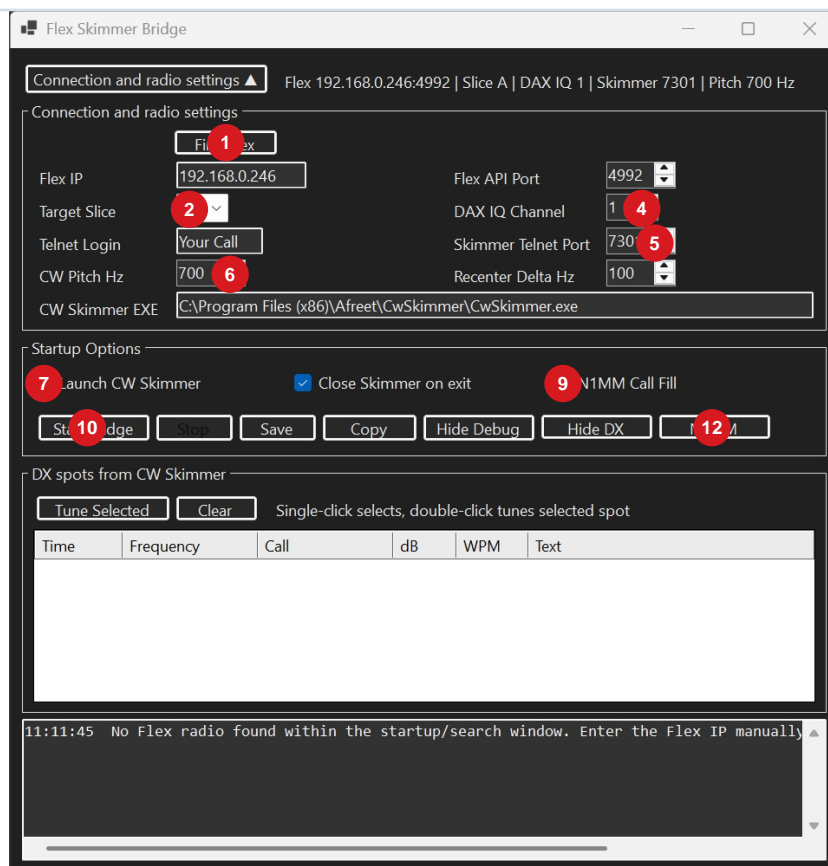 Flex Skimmer Bridge
Connection and radio settings ▲ Flex 192.168.0.246:4992 | Slice A | DAX IQ 1 | Skimmer 7301 | Pitch 700 Hz
Connection and radio settings
1
Flex IP 192.168.0.246 Flex API Port 4992
Target Slice 2 DAX IQ Channel 1 4
Telnet Login Your Call Skimmer Telnet Port 7301 5
CW Pitch Hz 700 6 Recenter Delta Hz 100
CW Skimmer EXE C:\Program Files (x86)\Afreet\CwSkimmer\CwSkimmer.exe
Startup Options
7 Launch CW Skimmer Close Skimmer on exit 9 N1MM Call Fill
10 Stop Save Copy Hide Debug Hide DX 12
DX spots from CW Skimmer
Tune Selected Clear Single-click selects, double-click tunes selected spot
Time Frequency Call dB WPM Text
11:11:45 No Flex radio found within the startup/search window. Enter the Flex IP manually